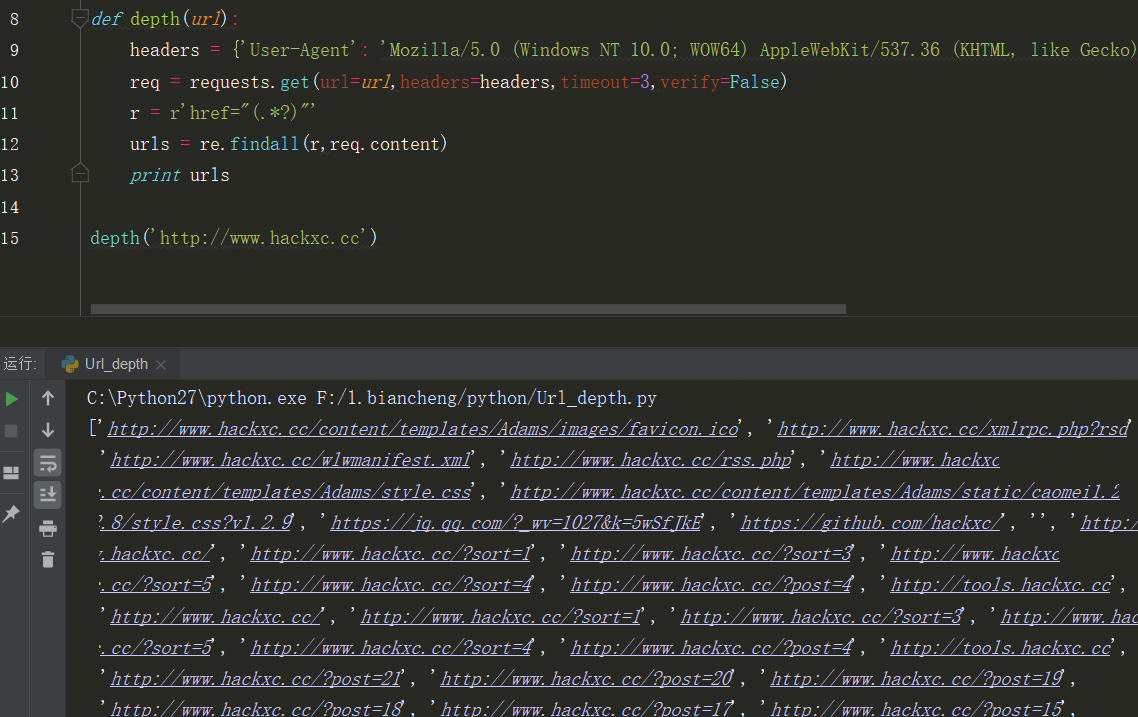 8 def depth(url):
9 headers = {'User-Agent': 'Mozilla/5.0 (Windows NT 10.0; WOW64) AppleWebKit/537.36 (KHTML, like Gecko)
10 req = requests.get(url=url,headers=headers,timeout=3,verify=False)
11 r = r'href="(.*?)"'
12 urls = re.findall(r,req.content)
13 print urls
14
15 depth('http://www.hackxc.cc')
运行: Url_depth
C:\Python27\python.exe F:/1.biancheng/python/Url_depth.py
['http://www.hackxc.cc/content/templates/Adams/images/favicon.ico', 'http://www.hackxc.cc/xmlrpc.php?rsd'
'http://www.hackxc.cc/wlwmanifest.xml', 'http://www.hackxc.cc/rss.php', 'http://www.hackxc
.cc/content/templates/Adams/style.css', 'http://www.hackxc.cc/content/templates/Adams/static/caomei1.2
.8/style.css?v1.2.9', 'https://jq.qq.com/?_wv=1027&k=5wSfJkE', 'https://github.com/hackxc/', '', 'http:/
.hackxc.cc/', 'http://www.hackxc.cc/?sort=1', 'http://www.hackxc.cc/?sort=3', 'http://www.hackxc
.cc/?sort=5', 'http://www.hackxc.cc/?sort=4', 'http://www.hackxc.cc/?post=4', 'http://tools.hackxc.cc',
'http://www.hackxc.cc/', 'http://www.hackxc.cc/?sort=1', 'http://www.hackxc.cc/?sort=3', 'http://www.hac
.cc/?sort=5', 'http://www.hackxc.cc/?sort=4', 'http://www.hackxc.cc/?post=4', 'http://tools.hackxc.cc',
'http://www.hackxc.cc/?post=21', 'http://www.hackxc.cc/?post=20', 'http://www.hackxc.cc/?post=19',
'http://www.hackxc.cc/?post=18', 'http://www.hackxc.cc/?post=17', 'http://www.hackxc.cc/?post=15',